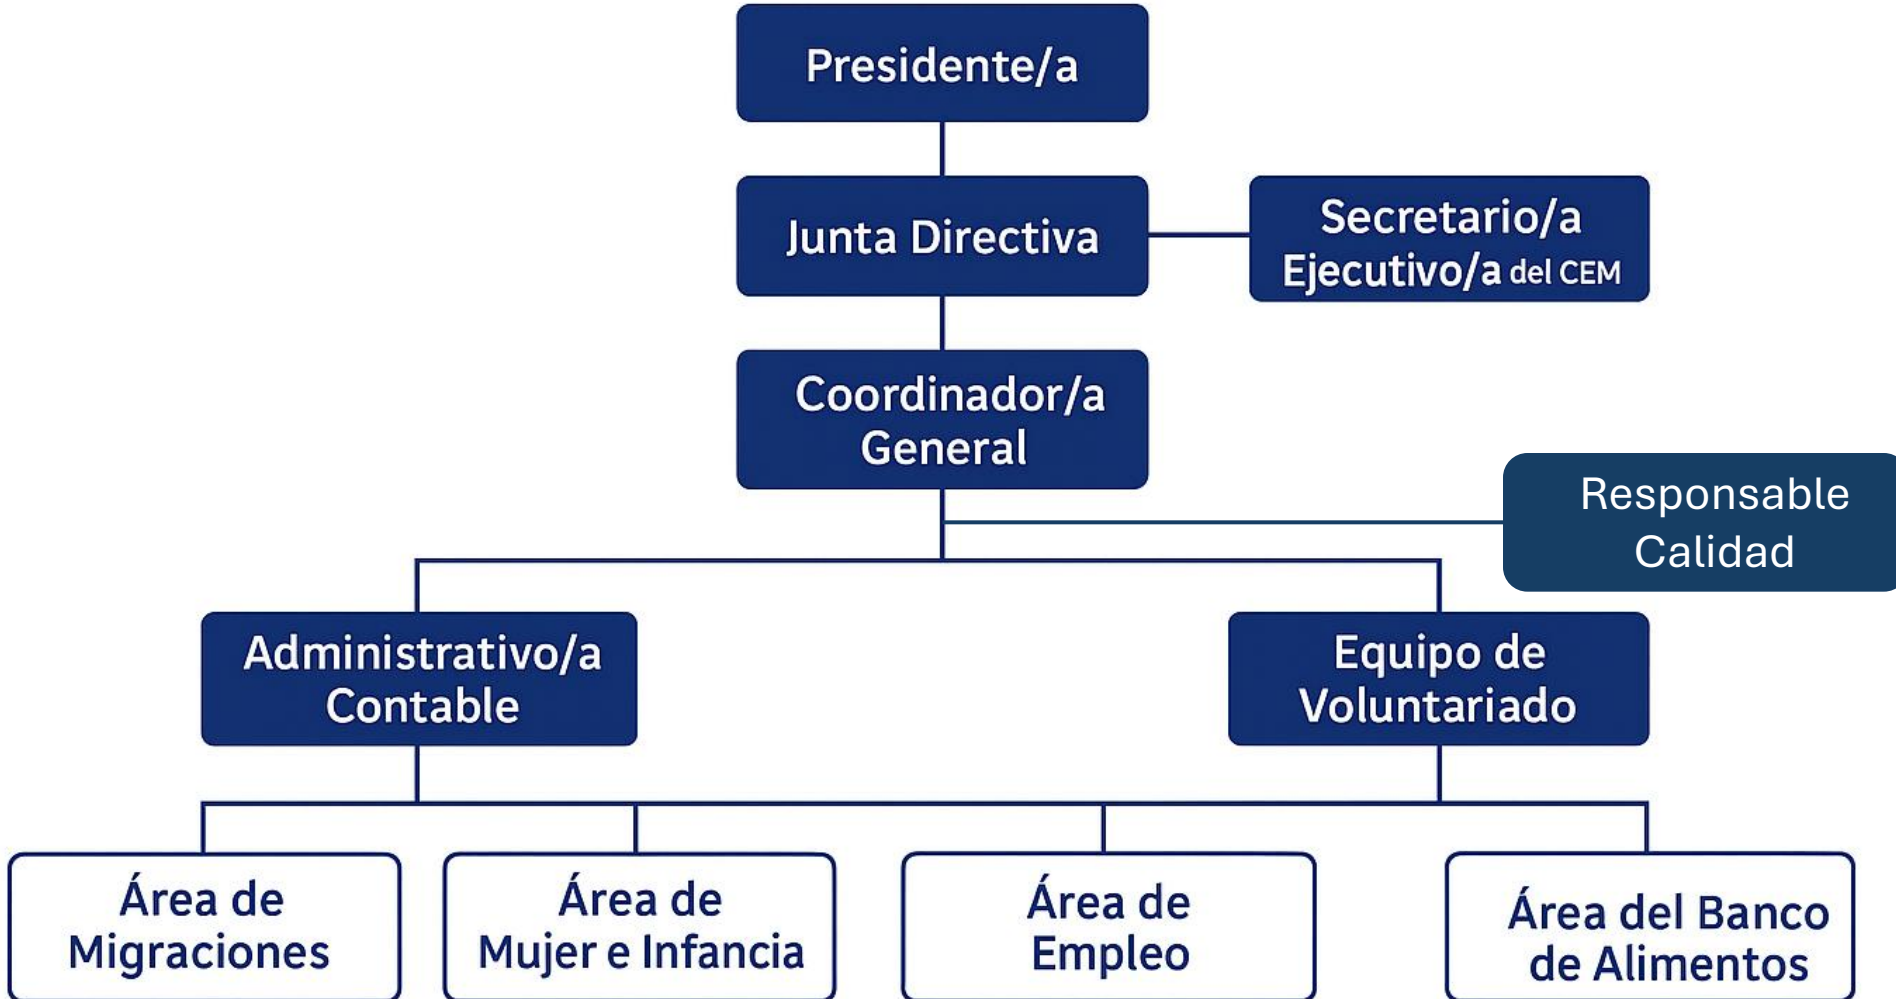 Presidente/a
Junta Directiva
Secretario/a
Ejecutivo/a del CEM
Coordinador/a
General
Responsable
Calidad
Administrativo/a
Contable
Equipo de
Voluntariado
Área de
Migraciones
Área de
Mujer e Infancia
Área de
Empleo
Área del Banco
de Alimentos